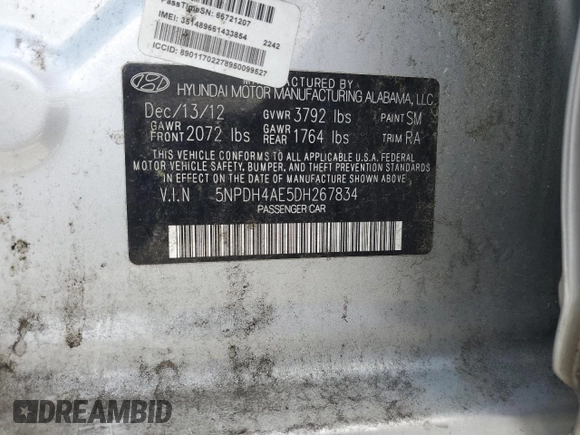 PassTimeSN: 66721207
IMEI: 351489661433854 2242
ICCID: 89011702278950099527
MANUFACTURED BY
HYUNDAI MOTOR MANUFACTURING ALABAMA, LLC
Dec/13/12 GVWR 3792 lbs PAINT SM
GAWR FRONT 2072 lbs GAWR REAR 1764 lbs TRIM RA
THIS VEHICLE CONFORMS TO ALL APPLICABLE U.S.A. FEDERAL
MOTOR VEHICLE SAFETY, BUMPER, AND THEFT PREVENTION STANDARDS
IN EFFECT ON THE DATE OF MANUFACTURE SHOWN ABOVE.
V.I.N 5NPDH4AE5DH267834
PASSENGER CAR
DREAMBID